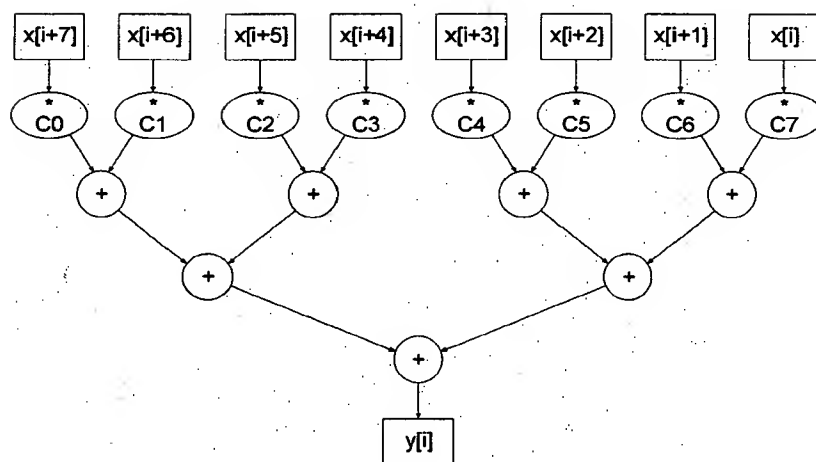 x[i+7] x[i+6] x[i+5] x[i+4] x[i+3] x[i+2] x[i+1] x[i]
* * * * * * * *
C0 C1 C2 C3 C4 C5 C6 C7
+ + + +
+ +
+
y[i]